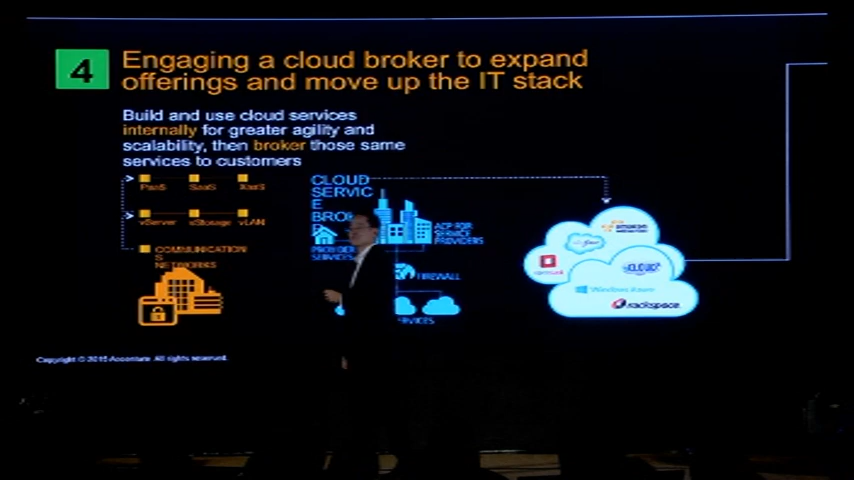 4
Engaging a cloud broker to expand
offerings and move up the IT stack
Build and use cloud services
internally for greater agility and
scalability, then broker those same
services to customers
PaaS SaaS XaaS
vServer vStorage vLAN
COMMUNICATION
S
NETWORKS
CLOUD
SERVIC
E
BRO
PROVIDER
SERVICES
ACP FOR
SERVICE
PROVIDERS
FIREWALL
amazon
CLOUD
Windows Azure
rackspace
Copyright © 2015 Accenture All rights reserved.